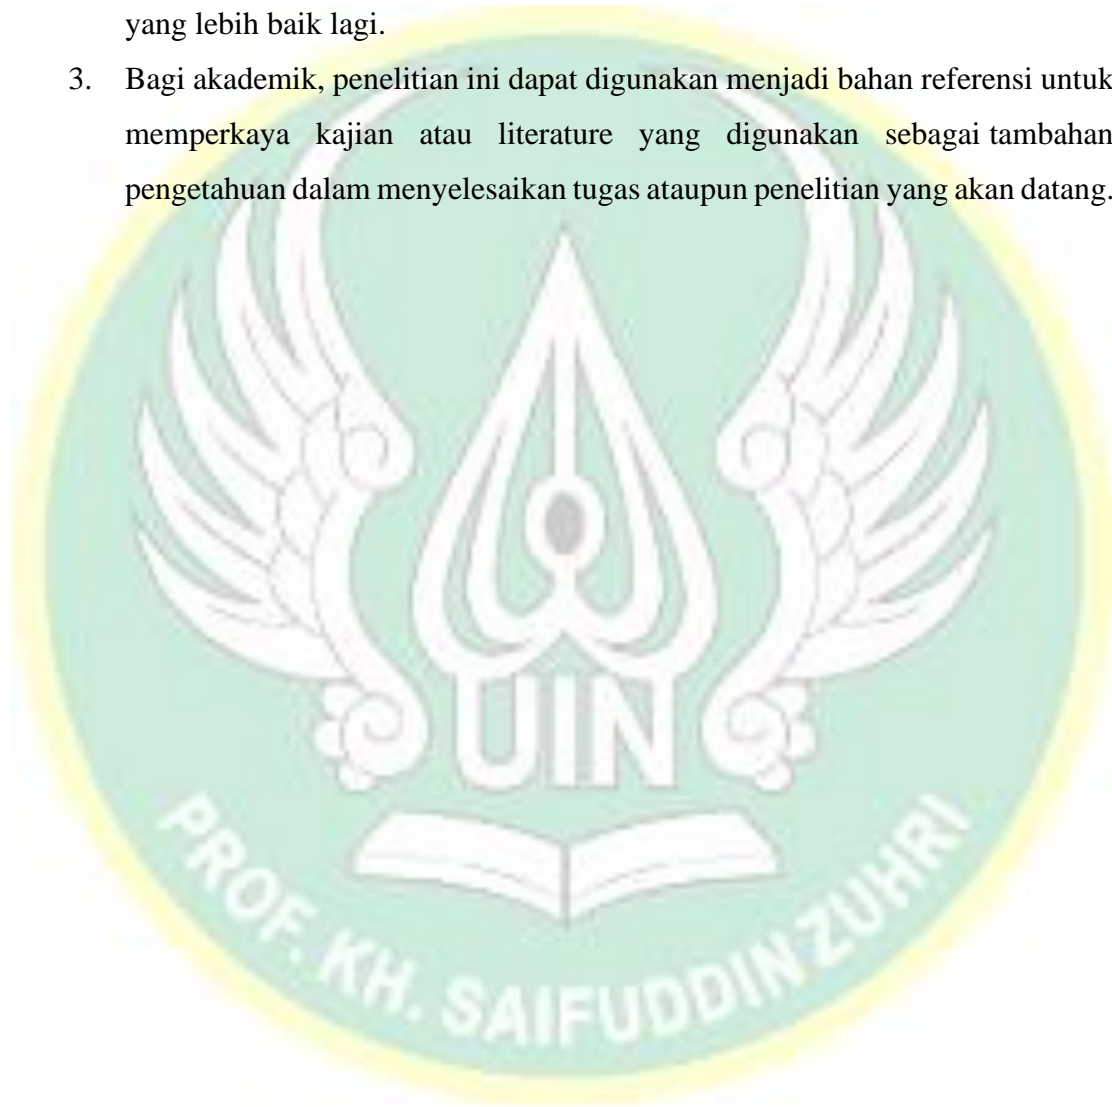 yang lebih baik lagi.
3. Bagi akademik, penelitian ini dapat digunakan menjadi bahan referensi untuk
memperkaya kajian atau literature yang digunakan sebagai tambahan
pengetahuan dalam menyelesaikan tugas ataupun penelitian yang akan datang.
UIN
PROF. KH. SAIFUDDIN ZUHRI